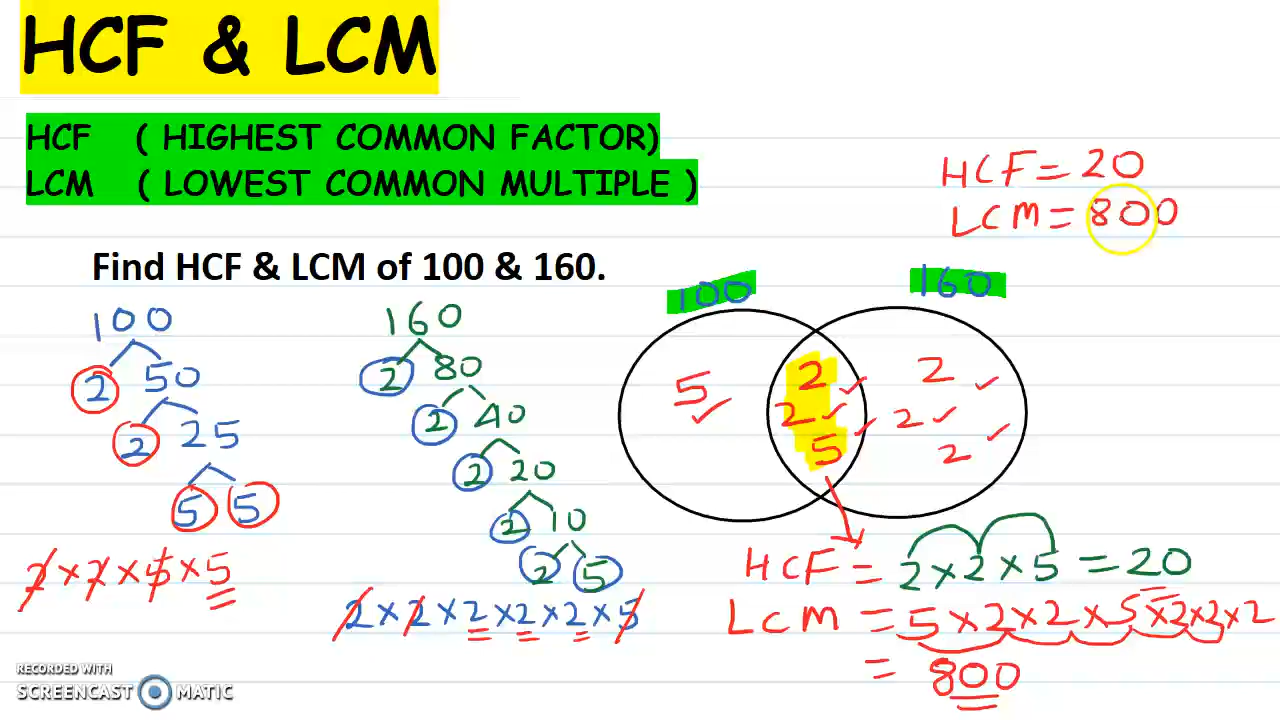 HCF & LCM
HCF ( HIGHEST COMMON FACTOR)
LCM ( LOWEST COMMON MULTIPLE )
HCF = 20
LCM = 800
Find HCF & LCM of 100 & 160.
100
2 50
2 25
5 5
2 × 2 × 5 × 5
160
2 80
2 40
2 20
2 10
2 5
2 × 2 × 2 × 2 × 2 × 5
100
160
5
2
2
5
2
2
2
HCF = 2 × 2 × 5 = 20
LCM = 5 × 2 × 2 × 5 × 2 × 2 × 2
= 800
RECORDED WITH
SCREENCAST MATIC